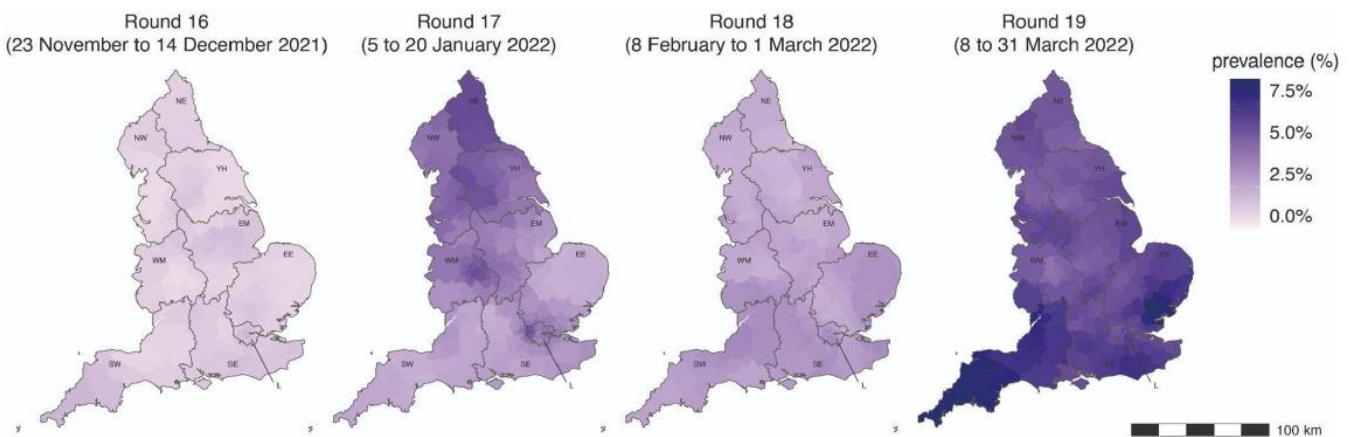 Round 16
(23 November to 14 December 2021)
Round 17
(5 to 20 January 2022)
Round 18
(8 February to 1 March 2022)
Round 19
(8 to 31 March 2022)
prevalence (%)
7.5%
5.0%
2.5%
0.0%
NE
NW
YH
EM
WM
EE
SW
SE
L
NE
NW
YH
EM
WM
EE
SW
SE
L
NE
NW
YH
EM
WM
EE
SW
SE
L
NE
NW
YH
EM
WM
EE
SW
SE
L
100 km